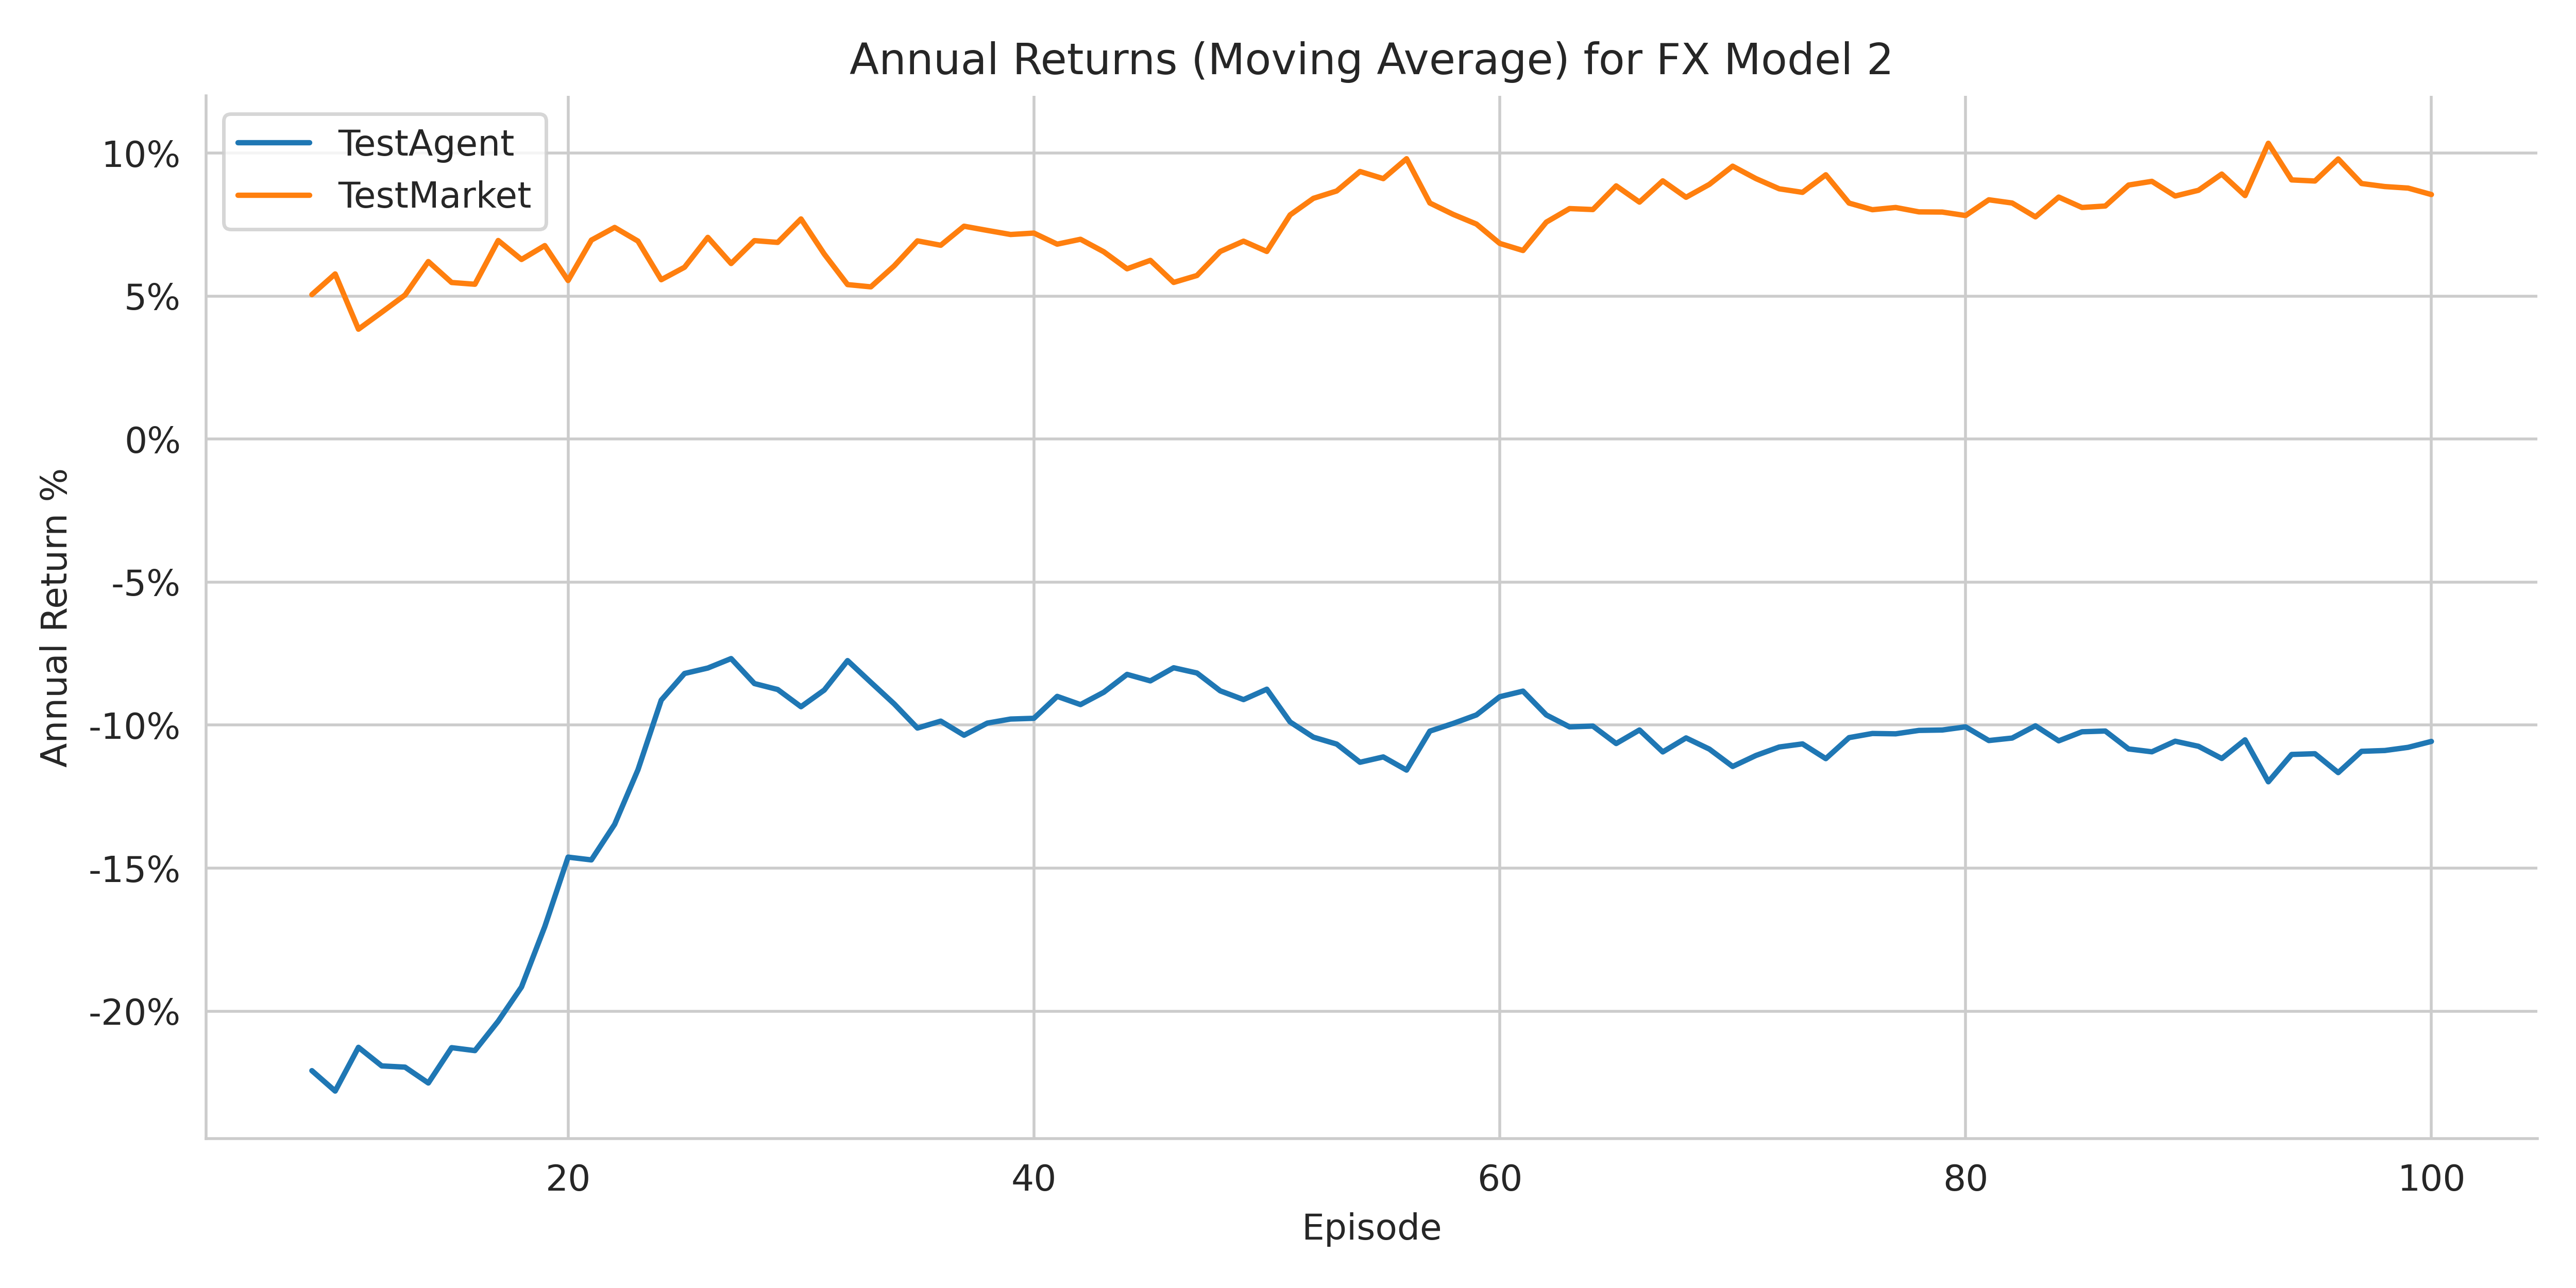 Annual Returns (Moving Average) for FX Model 2
TestAgent
TestMarket
10%
5%
0%
-5%
-10%
-15%
-20%
Annual Return %
20
40
60
80
100
Episode